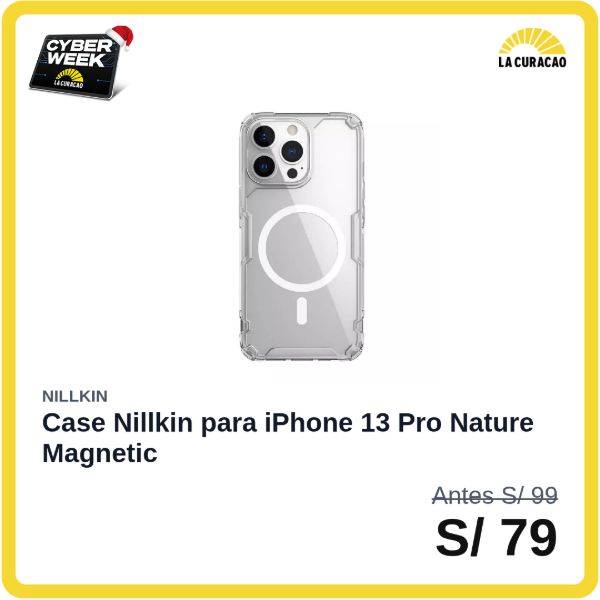 CYBER
WEEK
LA CURACAO
LA CURACAO
NILLKIN
Case Nillkin para iPhone 13 Pro Nature
Magnetic
Antes S/ 99
S/ 79